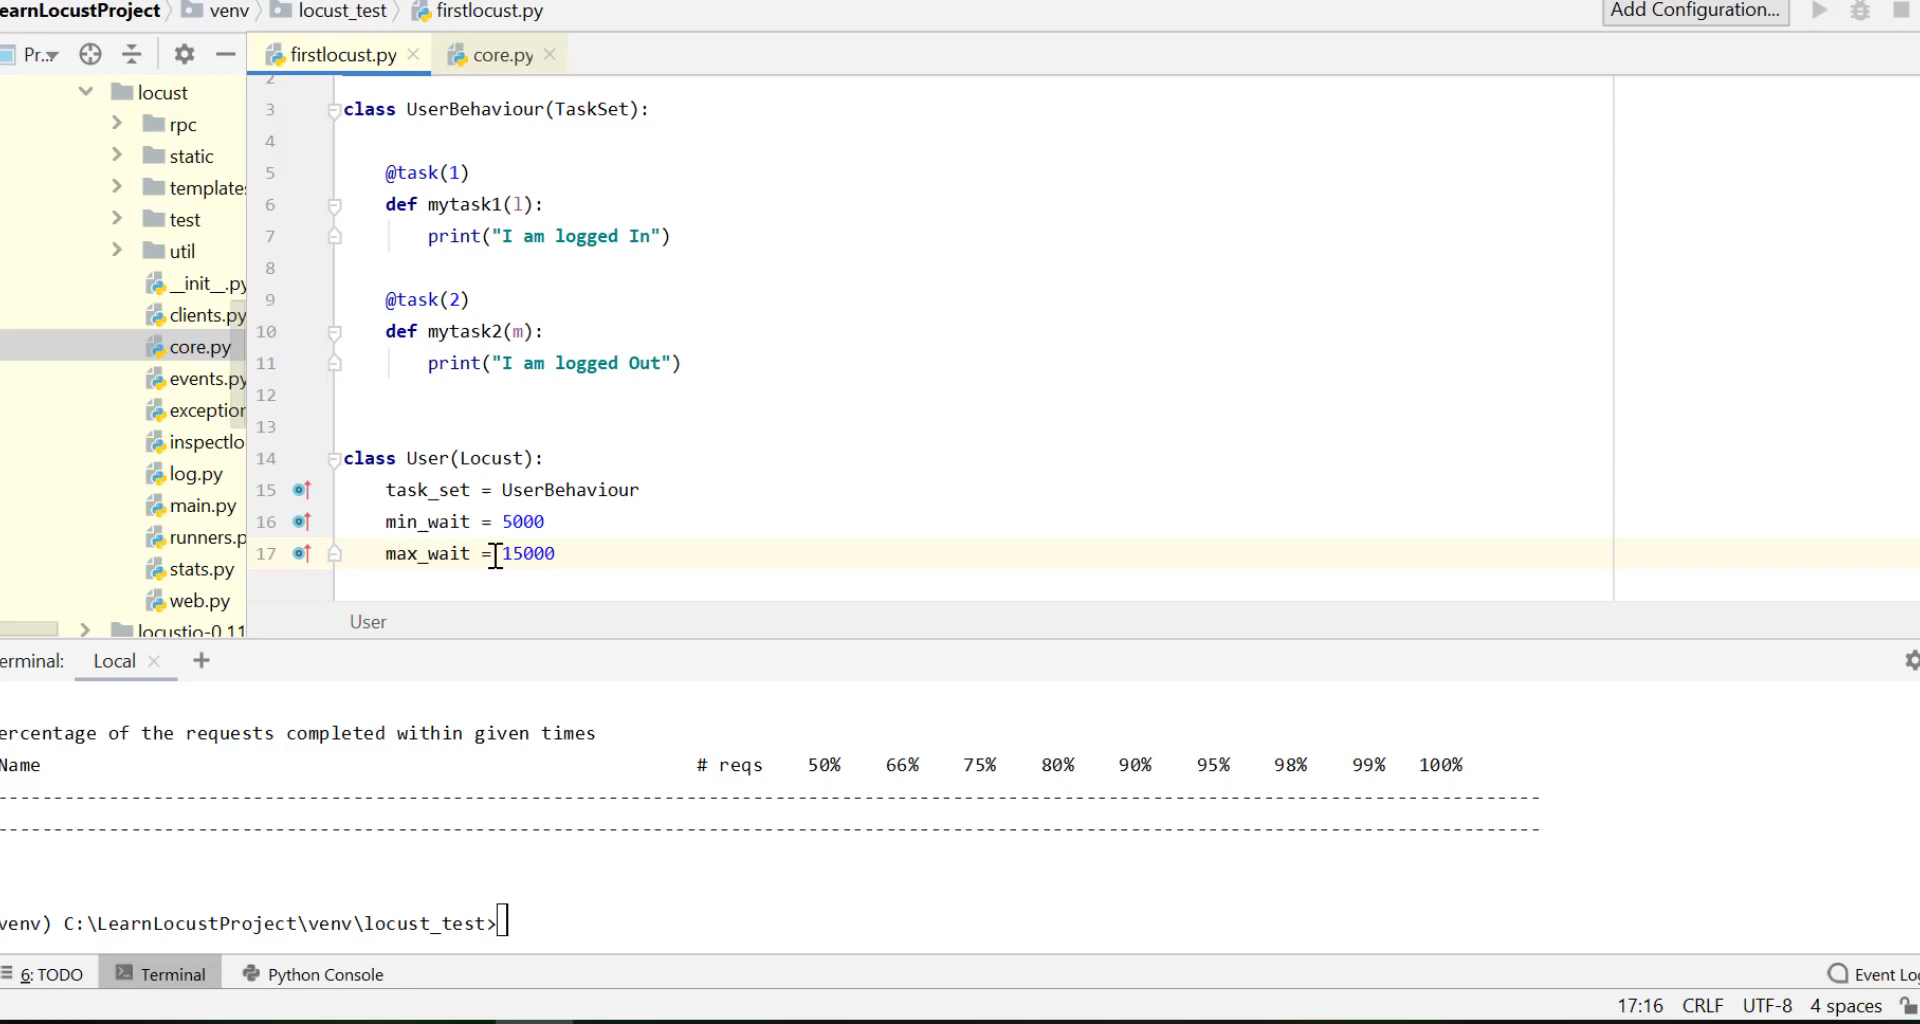 earnLocustProject venv locust_test firstlocust.py Add Configuration...
Pr.. firstlocust.py core.py
locust
rpc
static
templates
test
util
__init__.py
clients.py
core.py
events.py
exception
inspectlo
log.py
main.py
runners.p
stats.py
web.py
locustio-0.11
2
3 class UserBehaviour(TaskSet):
4
5 @task(1)
6 def mytask1(l):
7 print("I am logged In")
8
9 @task(2)
10 def mytask2(m):
11 print("I am logged Out")
12
13
14 class User(Locust):
15 task_set = UserBehaviour
16 min_wait = 5000
17 max_wait = 15000
User
erminal: Local +
ercentage of the requests completed within given times
Name # reqs 50% 66% 75% 80% 90% 95% 98% 99% 100%
--------------------------------------------------------------------------------------------------------------------------------------------
--------------------------------------------------------------------------------------------------------------------------------------------
venv) C:\LearnLocustProject\venv\locust_test>
6: TODO Terminal Python Console Event Log
17:16 CRLF UTF-8 4 spaces